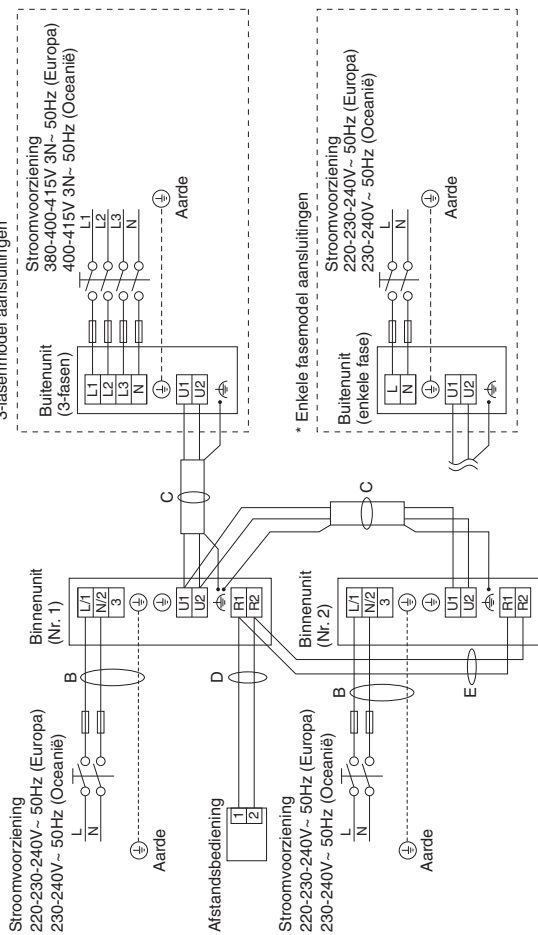 3-fasenmodel aansluitingen
Stroomvoorziening
220-230-240V~ 50Hz (Europa)
230-240V~ 50Hz (Oceanië)
L
N
Aarde
B
Binnenunit
(Nr. 1)
L/1
N/2
3
U1
U2
R1
R2
Afstandsbediening
1
2
D
C
Buitenunit
(3-fasen)
L1
L2
L3
N
U1
U2
Stroomvoorziening
380-400-415V 3N~ 50Hz (Europa)
400-415V 3N~ 50Hz (Oceanië)
L1
L2
L3
N
Aarde
Stroomvoorziening
220-230-240V~ 50Hz (Europa)
230-240V~ 50Hz (Oceanië)
L
N
Aarde
B
E
Binnenunit
(Nr. 2)
L/1
N/2
3
U1
U2
R1
R2
C
* Enkele fasemodel aansluitingen
Buitenunit
(enkele fase)
L
N
U1
U2
Stroomvoorziening
220-230-240V~ 50Hz (Europa)
230-240V~ 50Hz (Oceanië)
L
N
Aarde